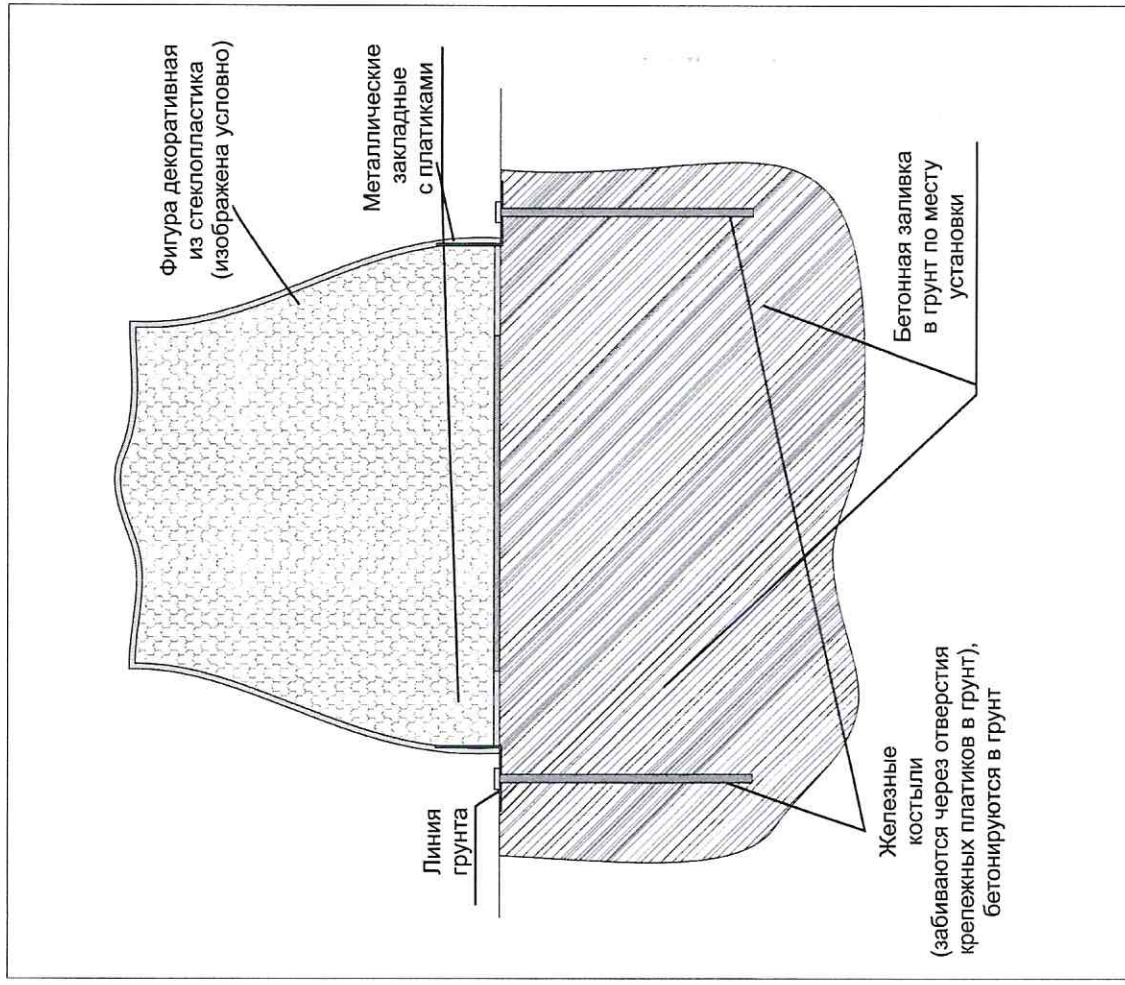 Фигура декоративная
из стеклопластика
(изображена условно)
Металлические
закладные
с платиками
Линия
грунта
Железные
костыли
(забиваются через отверстия
крепежных платиков в грунт),
бетонируются в грунт
Бетонная заливка
в грунт по месту
установки